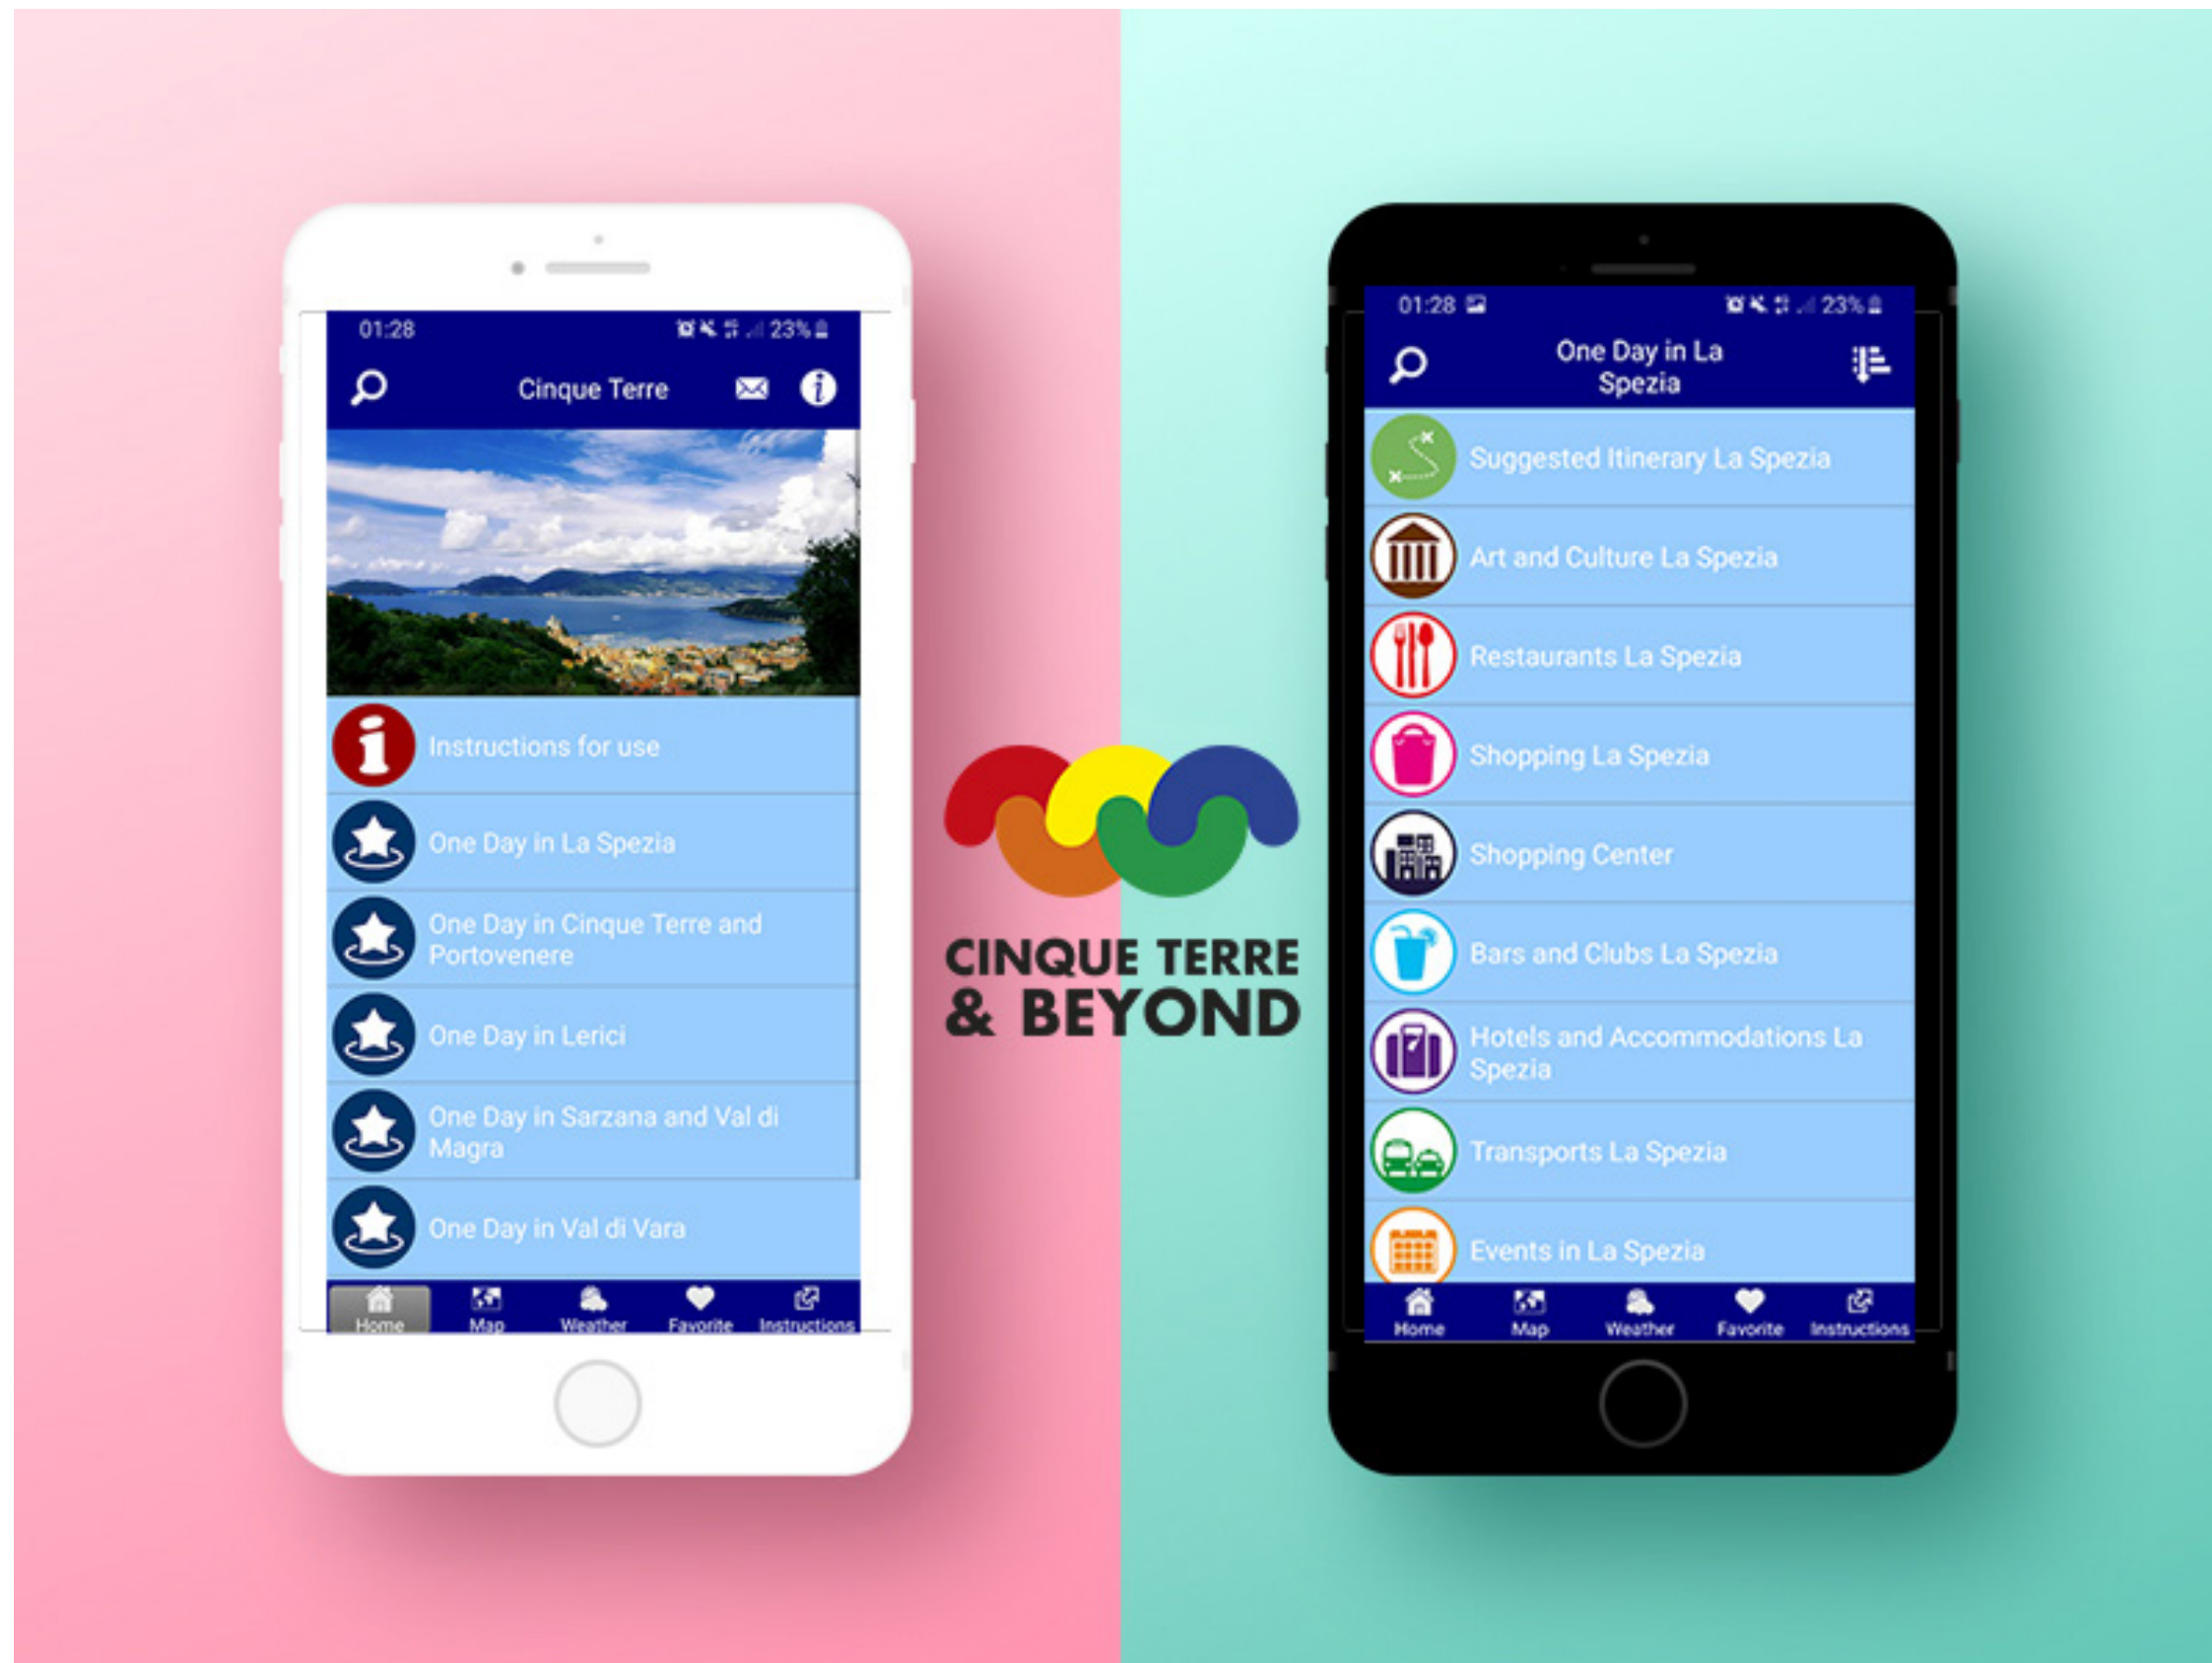 01:28
23%
Cinque Terre
Instructions for use
One Day in La Spezia
One Day in Cinque Terre and
Portovenere
One Day in Lerici
One Day in Sarzana and Val di
Magra
One Day in Val di Vara
Home Map Weather Favorite Instructions
CINQUE TERRE
& BEYOND
01:28
23%
One Day in La
Spezia
Suggested Itinerary La Spezia
Art and Culture La Spezia
Restaurants La Spezia
Shopping La Spezia
Shopping Center
Bars and Clubs La Spezia
Hotels and Accommodations La
Spezia
Transports La Spezia
Events in La Spezia
Home Map Weather Favorite Instructions